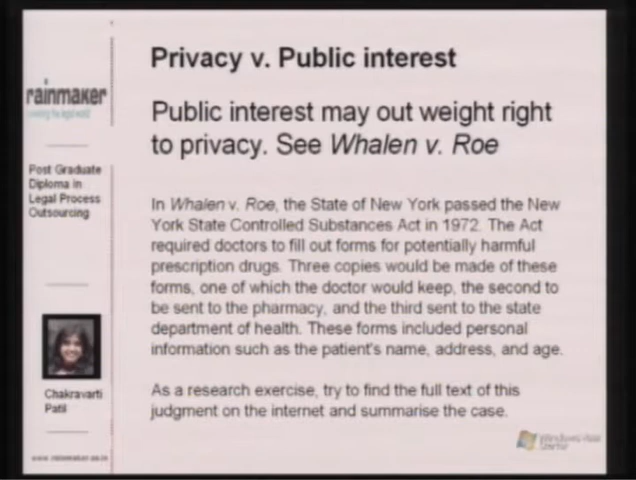 Privacy v. Public interest
Public interest may out weight right
to privacy. See Whalen v. Roe
In Whalen v. Roe, the State of New York passed the New
York State Controlled Substances Act in 1972. The Act
required doctors to fill out forms for potentially harmful
prescription drugs. Three copies would be made of these
forms, one of which the doctor would keep, the second to
be sent to the pharmacy, and the third sent to the state
department of health. These forms included personal
information such as the patient's name, address, and age.
As a research exercise, try to find the full text of this
judgment on the internet and summarise the case.
rainmaker
Post Graduate
Diploma in
Legal Process
Outsourcing
Chakravarti
Patil